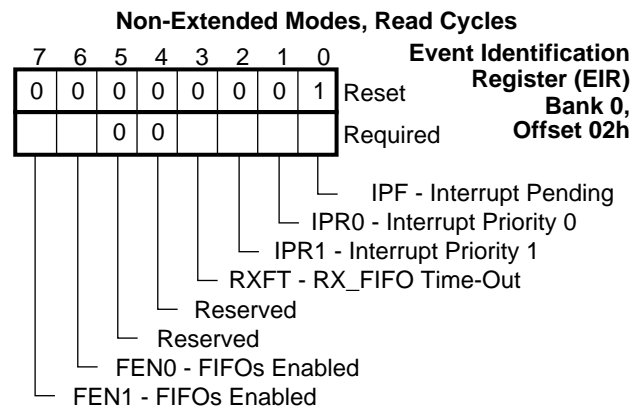 Non-Extended Modes, Read Cycles
Event Identification
Register (EIR)
Bank 0,
Offset 02h
7 6 5 4 3 2 1 0
0 0 0 0 0 0 0 1 Reset
0 0 Required
IPF - Interrupt Pending
IPR0 - Interrupt Priority 0
IPR1 - Interrupt Priority 1
RXFT - RX_FIFO Time-Out
Reserved
Reserved
FEN0 - FIFOs Enabled
FEN1 - FIFOs Enabled